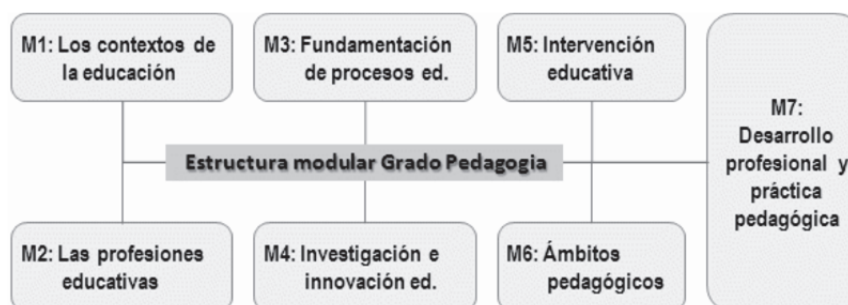 M1: Los contextos de
la educación
M3: Fundamentación
de procesos ed.
M5: Intervención
educativa
M7:
Desarrollo
profesional y
práctica
pedagógica
Estructura modular Grado Pedagogia
M2: Las profesiones
educativas
M4: Investigación e
innovación ed.
M6: Ámbitos
pedagógicos